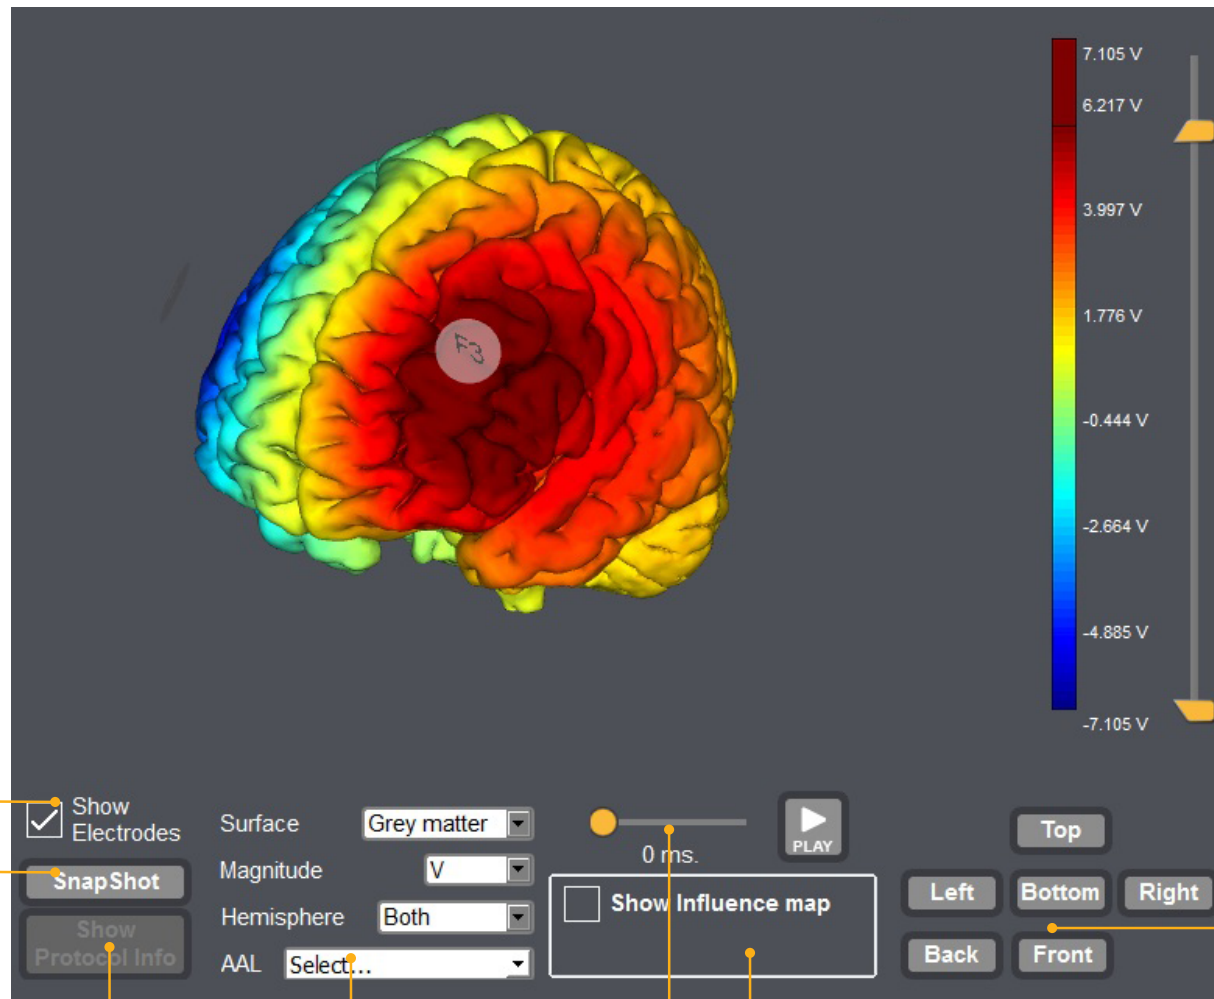 7.105 V
6.217 V
3.997 V
1.776 V
-0.444 V
-2.664 V
-4.885 V
-7.105 V
F3
Show
Electrodes
SnapShot
Show
Protocol Info
Surface Grey matter
Magnitude V
Hemisphere Both
AAL Select...
0 ms.
PLAY
Show Influence map
Top
Left Bottom Right
Back Front